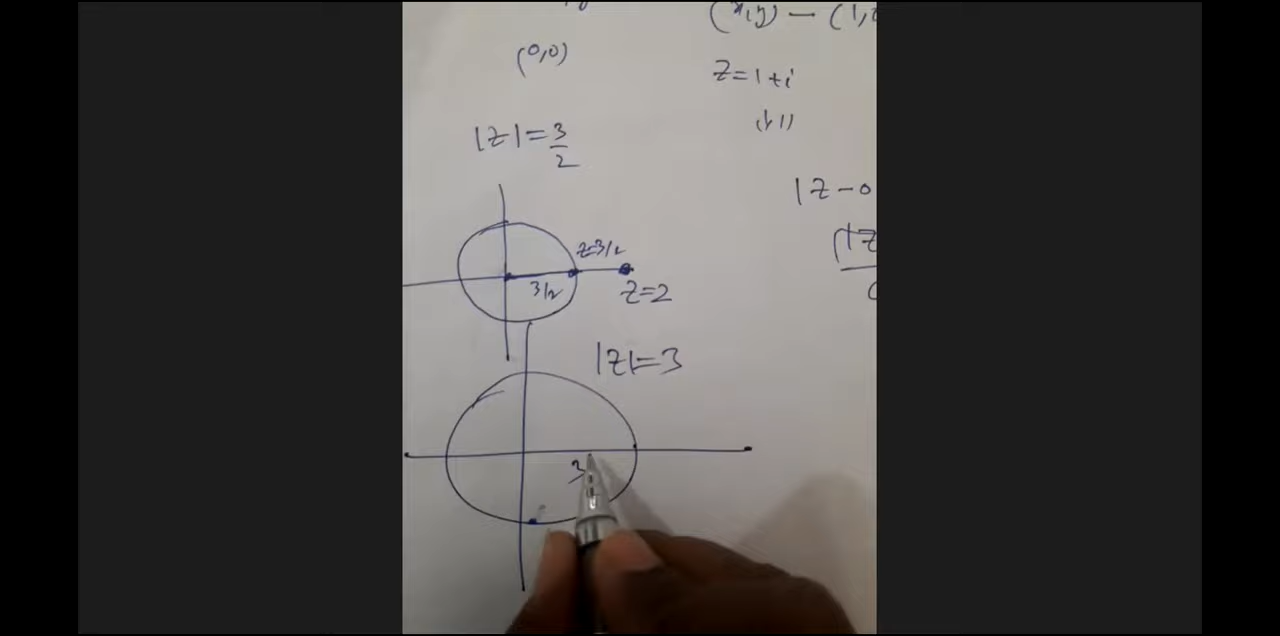 (x,y) — (1,
(0,0)
z=1+i
(1,1)
|z|=3/2
|z-0
z=3/2
|z
3/2
z=2
|z|=3
3